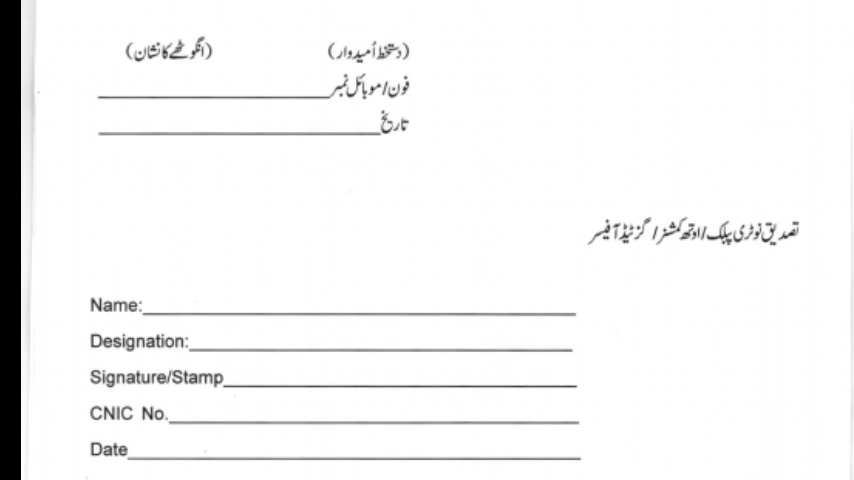 (دستخط اُمیدوار) (انگوٹھے کا نشان)
فون/موبائل نمبر
تاریخ
تصدیق نوٹری پبلک/اوتھ کمشنر/ گزیٹیڈ آفیسر
Name:
Designation:
Signature/Stamp
CNIC No.
Date